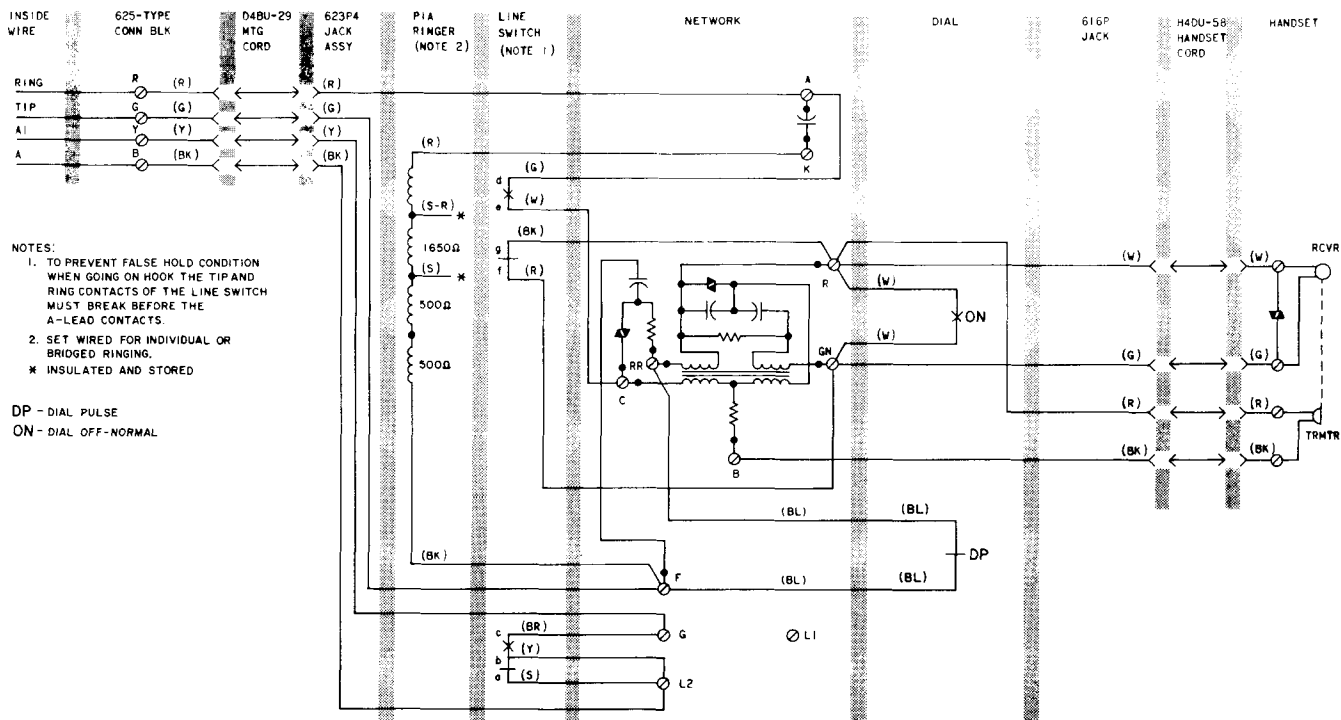 INSIDE WIRE
625-TYPE CONN BLK
D4BU-29 MTG CORD
623P4 JACK ASSY
P1A RINGER (NOTE 2)
LINE SWITCH (NOTE 1)
NETWORK
DIAL
616P JACK
H4DU-58 HANDSET CORD
HANDSET
RING R (R) (R)
TIP G (G) (G)
A1 Y (Y) (Y)
A B (BK) (BK)
A
K
(R)
(G)
d
e
(W)
(S-R) *
1650Ω
(S) *
500Ω
500Ω
(BK)
g
f
(R)
R
(W)
ON
(W)
GN
RR
C
B
(W) (W) RCVR
(G) (G)
(R) (R)
TRMTR
(BK) (BK)
NOTES:
1. TO PREVENT FALSE HOLD CONDITION
WHEN GOING ON HOOK THE TIP AND
RING CONTACTS OF THE LINE SWITCH
MUST BREAK BEFORE THE
A-LEAD CONTACTS.
2. SET WIRED FOR INDIVIDUAL OR
BRIDGED RINGING.
* INSULATED AND STORED
DP - DIAL PULSE
ON - DIAL OFF-NORMAL
(BL) (BL)
DP
(BK)
F
(BL) (BL)
c (BR) G
L1
b (Y)
a (S) L2